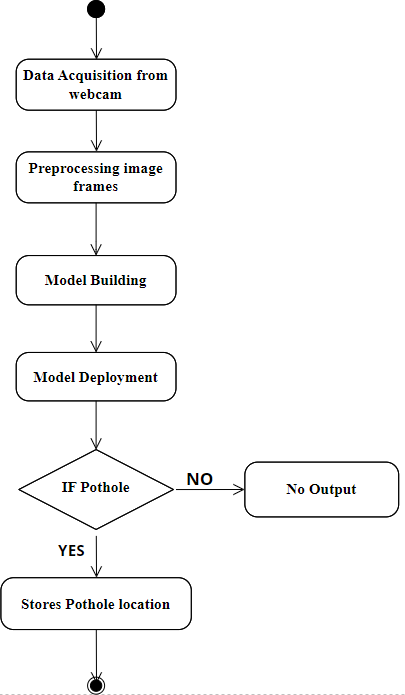 Data Acquisition from
webcam
Preprocessing image
frames
Model Building
Model Deployment
IF Pothole
NO
No Output
YES
Stores Pothole location